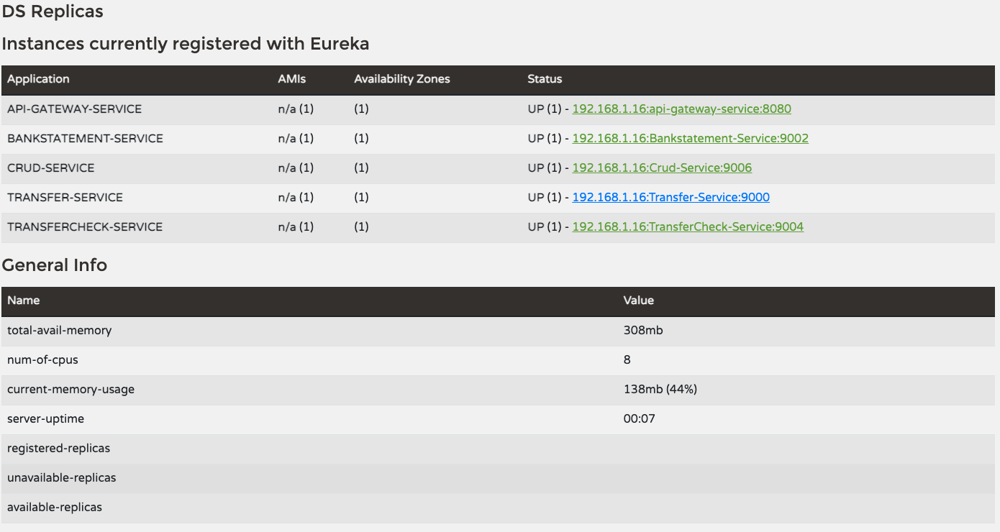 DS Replicas
Instances currently registered with Eureka
Application AMIs Availability Zones Status
API-GATEWAY-SERVICE n/a (1) (1) UP (1) - 192.168.1.16:api-gateway-service:8080
BANKSTATEMENT-SERVICE n/a (1) (1) UP (1) - 192.168.1.16:Bankstatement-Service:9002
CRUD-SERVICE n/a (1) (1) UP (1) - 192.168.1.16:Crud-Service:9006
TRANSFER-SERVICE n/a (1) (1) UP (1) - 192.168.1.16:Transfer-Service:9000
TRANSFERCHECK-SERVICE n/a (1) (1) UP (1) - 192.168.1.16:TransferCheck-Service:9004
General Info
Name Value
total-avail-memory 308mb
num-of-cpus 8
current-memory-usage 138mb (44%)
server-uptime 00:07
registered-replicas
unavailable-replicas
available-replicas